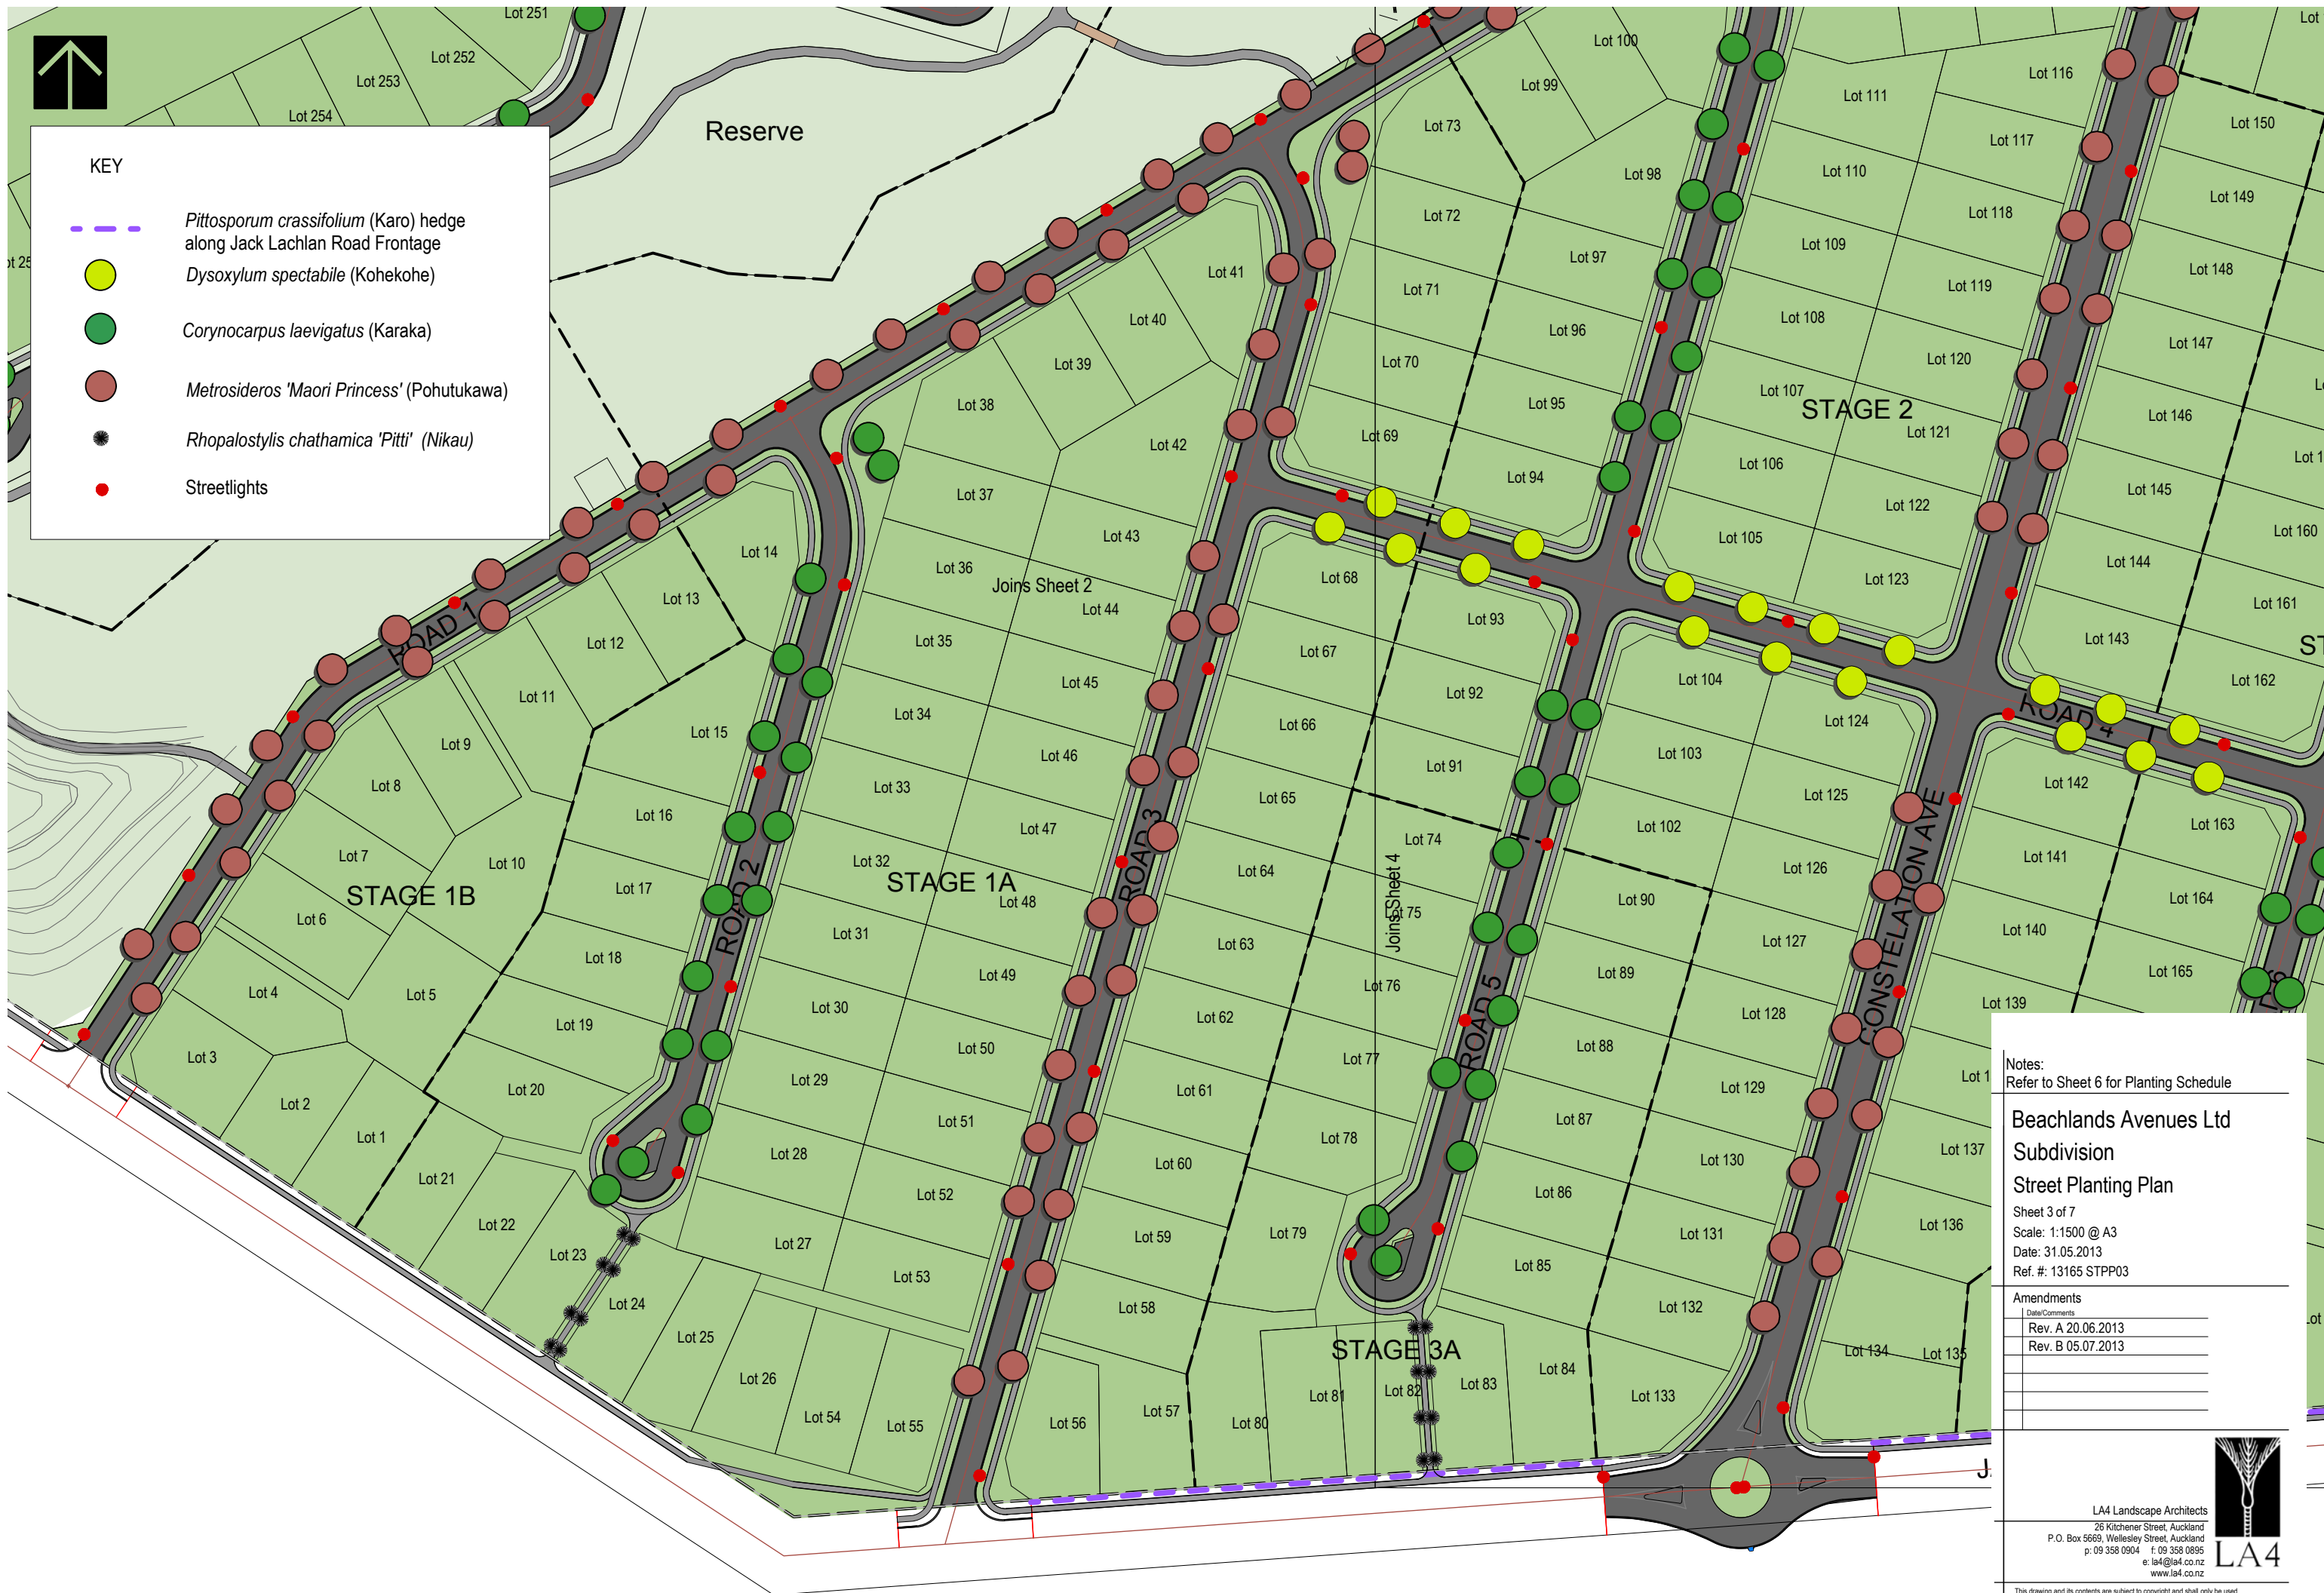 KEY
Pittosporum crassifolium (Karo) hedge
along Jack Lachlan Road Frontage
Dysoxylum spectabile (Kohekohe)
Corynocarpus laevigatus (Karaka)
Metrosideros 'Maori Princess' (Pohutukawa)
Rhopalostylis chathamica 'Pitti' (Nikau)
Streetlights
Reserve
Lot 251
Lot 252
Lot 253
Lot 254
Lot 100
Lot 99
Lot 73
Lot 98
Lot 72
Lot 97
Lot 71
Lot 96
Lot 70
Lot 95
Lot 69
Lot 94
Lot 116
Lot 111
Lot 117
Lot 110
Lot 118
Lot 109
Lot 119
Lot 108
Lot 120
Lot 107
STAGE 2
Lot 121
Lot 106
Lot 122
Lot 105
Lot 123
Lot 150
Lot 149
Lot 148
Lot 147
Lot 146
Lot 145
Lot 160
Lot 144
Lot 161
Lot 143
Lot 162
Lot 41
Lot 40
Lot 39
Lot 38
Lot 42
Lot 37
Lot 43
Lot 36
Joins Sheet 2
Lot 44
Lot 35
Lot 45
Lot 34
Lot 46
Lot 33
Lot 47
Lot 32
STAGE 1A
Lot 48
Lot 31
Lot 49
Lot 30
Lot 50
Lot 29
Lot 51
Lot 28
Lot 52
Lot 27
Lot 53
Lot 14
Lot 13
Lot 12
Lot 11
Lot 9
Lot 8
Lot 7
Lot 10
STAGE 1B
Lot 6
Lot 5
Lot 4
Lot 3
Lot 2
Lot 1
ROAD 1
Lot 15
Lot 16
Lot 17
Lot 18
Lot 19
Lot 20
Lot 21
Lot 22
Lot 23
Lot 24
Lot 25
Lot 26
Lot 54
Lot 55
ROAD 2
ROAD 3
Lot 68
Lot 93
Lot 67
Lot 92
Lot 66
Lot 91
Lot 65
Lot 74
Lot 64
Lot 75
Joins Sheet 4
Lot 63
Lot 76
Lot 62
Lot 77
Lot 61
Lot 78
Lot 60
Lot 79
Lot 59
Lot 58
Lot 57
Lot 56
STAGE 3A
Lot 80
Lot 81
Lot 82
Lot 83
Lot 84
ROAD 5
Lot 104
Lot 124
Lot 103
Lot 125
Lot 102
Lot 126
Lot 90
Lot 127
Lot 89
Lot 128
Lot 88
Lot 129
Lot 87
Lot 130
Lot 86
Lot 131
Lot 85
Lot 132
Lot 133
ROAD 4
CONSTELATION AVE
Lot 142
Lot 163
Lot 141
Lot 164
Lot 140
Lot 165
Lot 139
Lot 137
Lot 136
Lot 134
Lot 135
Notes:
Refer to Sheet 6 for Planting Schedule
Beachlands Avenues Ltd
Subdivision
Street Planting Plan
Sheet 3 of 7
Scale: 1:1500 @ A3
Date: 31.05.2013
Ref. #: 13165 STPP03
Amendments
Date/Comments
Rev. A 20.06.2013
Rev. B 05.07.2013
LA4 Landscape Architects
26 Kitchener Street, Auckland
P.O. Box 5669, Wellesley Street, Auckland
p: 09 358 0904 f: 09 358 0895
e: la4@la4.co.nz
www.la4.co.nz
LA4
This drawing and its contents are subject to copyright and shall only be used